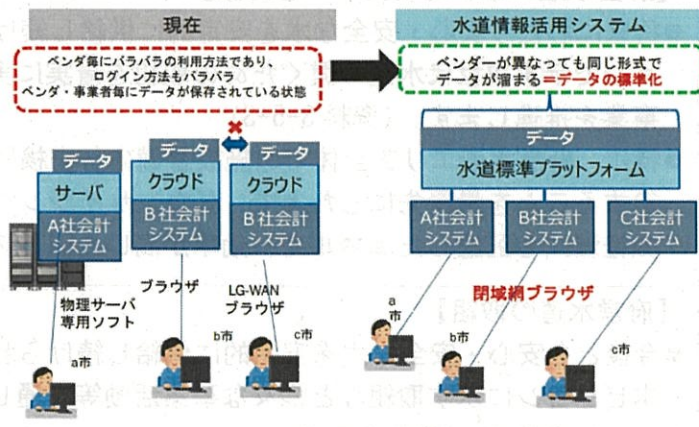 現在
ベンダ毎にバラバラの利用方法であり、
ログイン方法もバラバラ
ベンダ・事業者毎にデータが保存されている状態
データ
サーバ
A社会計
システム
データ
クラウド
B社会計
システム
データ
クラウド
B社会計
システム
物理サーバ
専用ソフト
ブラウザ
LG-WAN
ブラウザ
a市
b市
c市
水道情報活用システム
ベンダーが異なっても同じ形式で
データが溜まる＝データの標準化
データ
水道標準プラットフォーム
A社会計
システム
B社会計
システム
C社会計
システム
閉域網ブラウザ
a
市
b市
c市